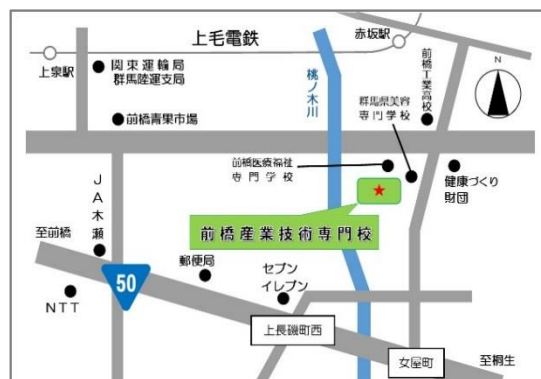 上毛電鉄
赤坂駅
上泉駅
関東運輸局
群馬陸運支局
桃ノ木川
前橋工業高校
N
群馬県美容
専門学校
前橋青果市場
前橋医療福祉
専門学校
健康づくり
財団
JA木瀬
前橋産業技術専門校
至前橋
郵便局
セブン
イレブン
50
NTT
上長磯町西
女屋町
至桐生